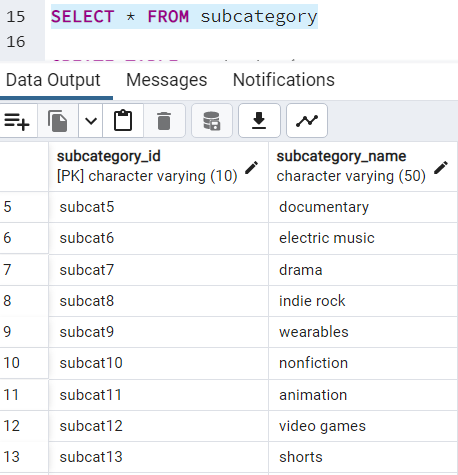 15 SELECT * FROM subcategory
16
Data Output Messages Notifications
subcategory_id subcategory_name
[PK] character varying (10) character varying (50)
5 subcat5 documentary
6 subcat6 electric music
7 subcat7 drama
8 subcat8 indie rock
9 subcat9 wearables
10 subcat10 nonfiction
11 subcat11 animation
12 subcat12 video games
13 subcat13 shorts